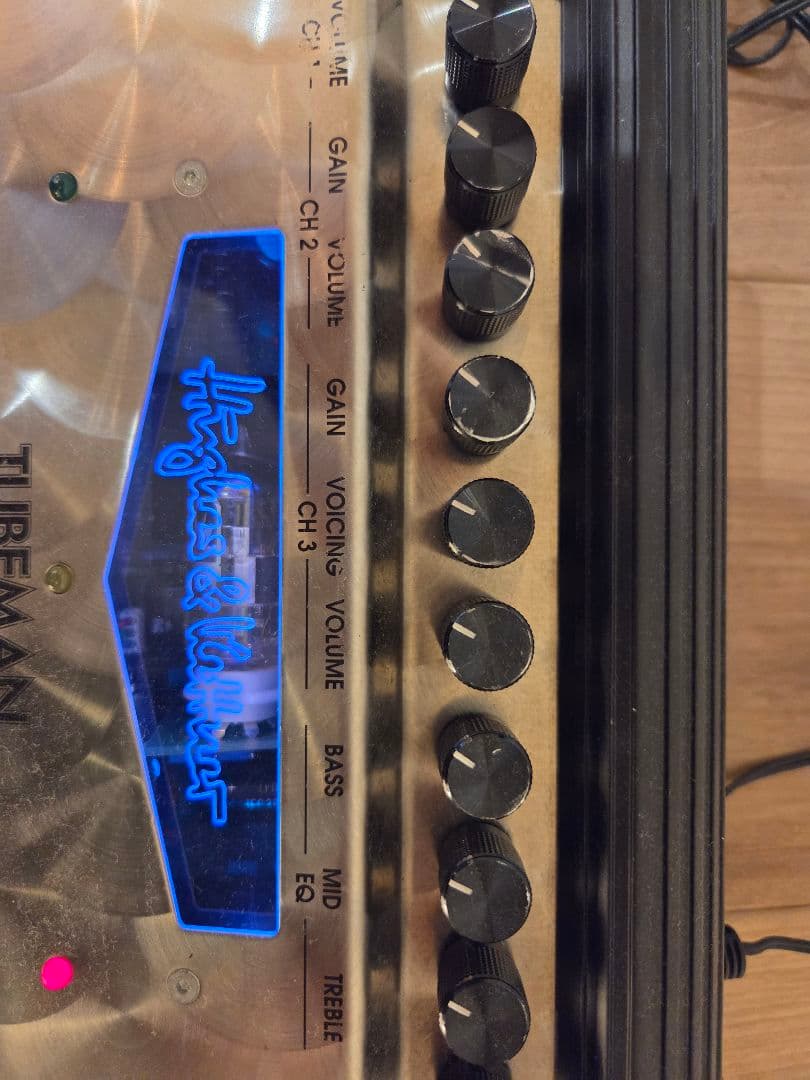 VOLUME
CH 1
GAIN
CH 2
VOLUME
GAIN
VOICING
CH 3
VOLUME
BASS
MID
EQ
TREBLE
Hughes & Kettner
TUBEMAN